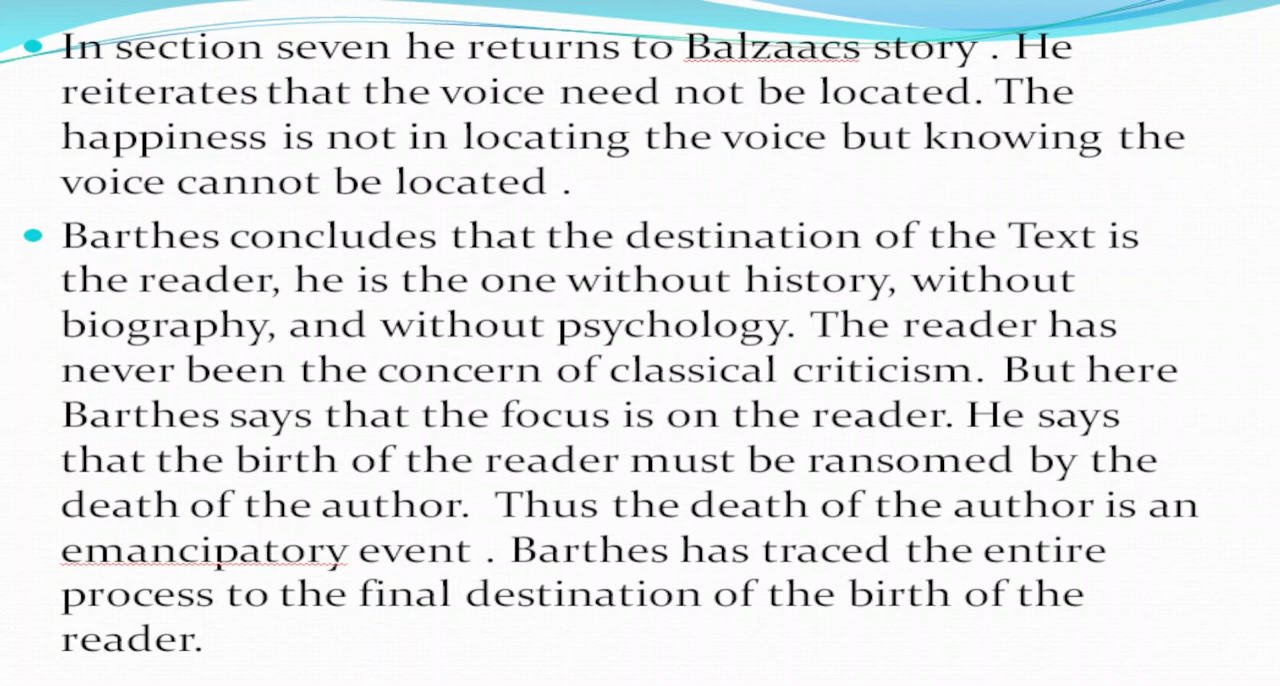 • In section seven he returns to Balzaacs story . He
reiterates that the voice need not be located. The
happiness is not in locating the voice but knowing the
voice cannot be located .
• Barthes concludes that the destination of the Text is
the reader, he is the one without history, without
biography, and without psychology. The reader has
never been the concern of classical criticism. But here
Barthes says that the focus is on the reader. He says
that the birth of the reader must be ransomed by the
death of the author. Thus the death of the author is an
emancipatory event . Barthes has traced the entire
process to the final destination of the birth of the
reader.